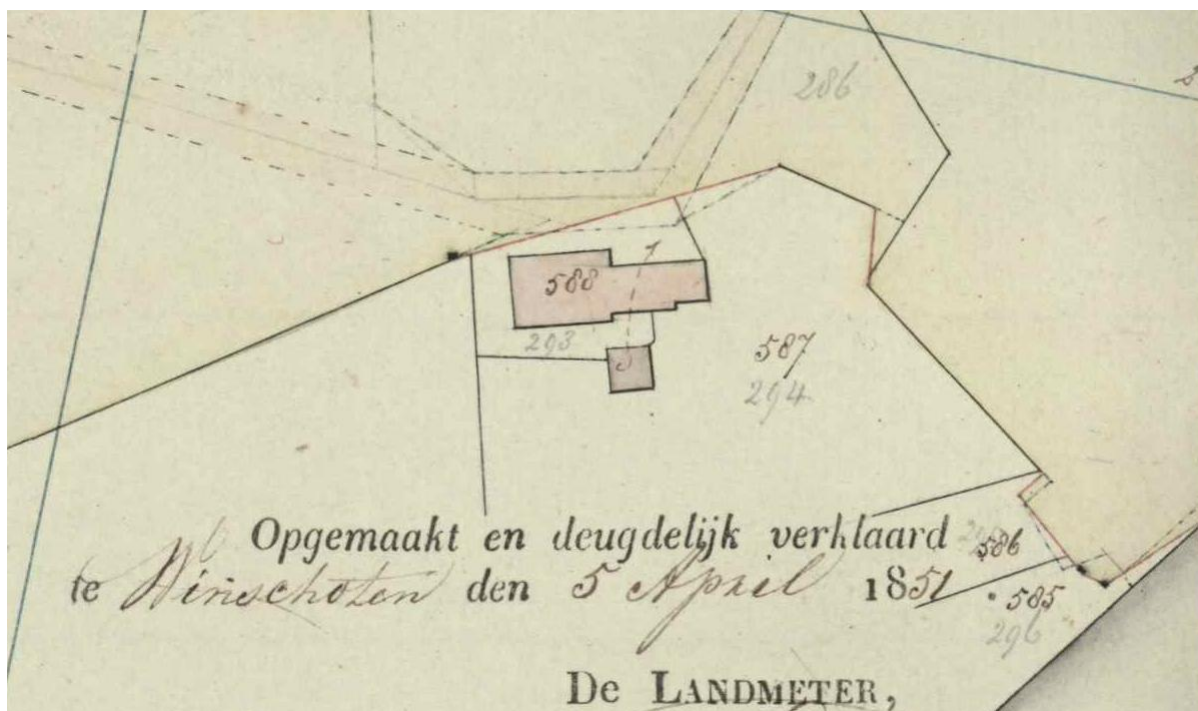 286
2
588
293
587
294
Opgemaakt en deugdelijk verklaard 586
te Winschoten den 5 April 1851 585
296
De LANDMETER,